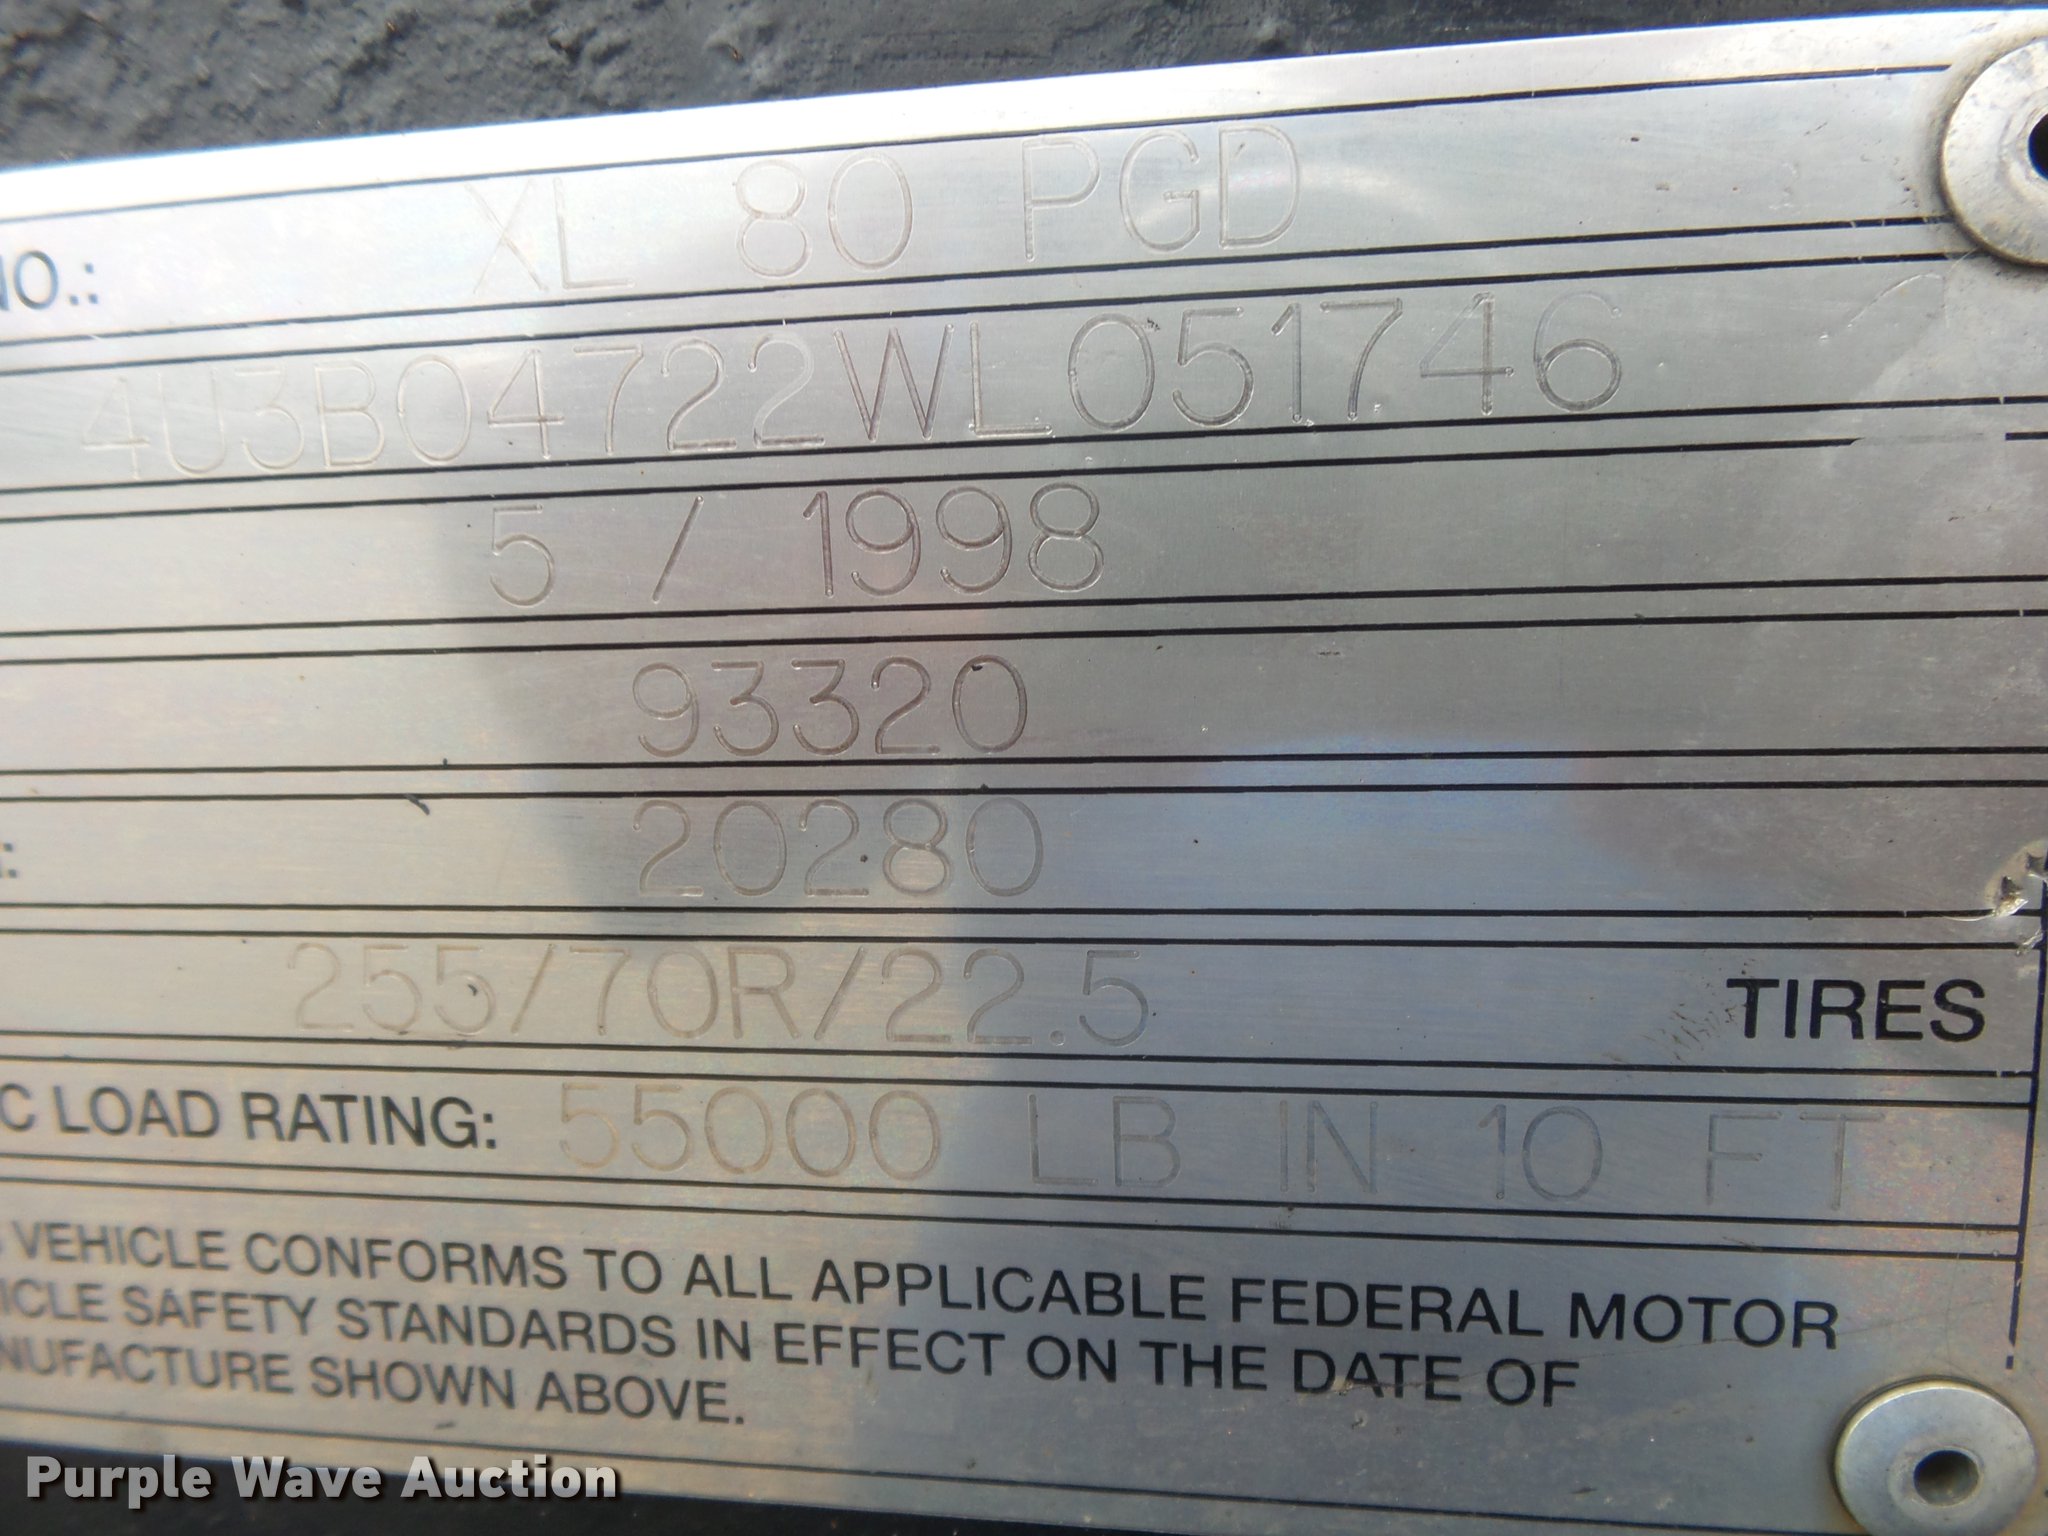 NO.: XL 80 PGD
4U3B04722WL051746
5 / 1998
93320
20280
255/70R/22.5 TIRES
C LOAD RATING: 55000 LB IN 10 FT
VEHICLE CONFORMS TO ALL APPLICABLE FEDERAL MOTOR
ICLE SAFETY STANDARDS IN EFFECT ON THE DATE OF
NUFACTURE SHOWN ABOVE.
Purple Wave Auction